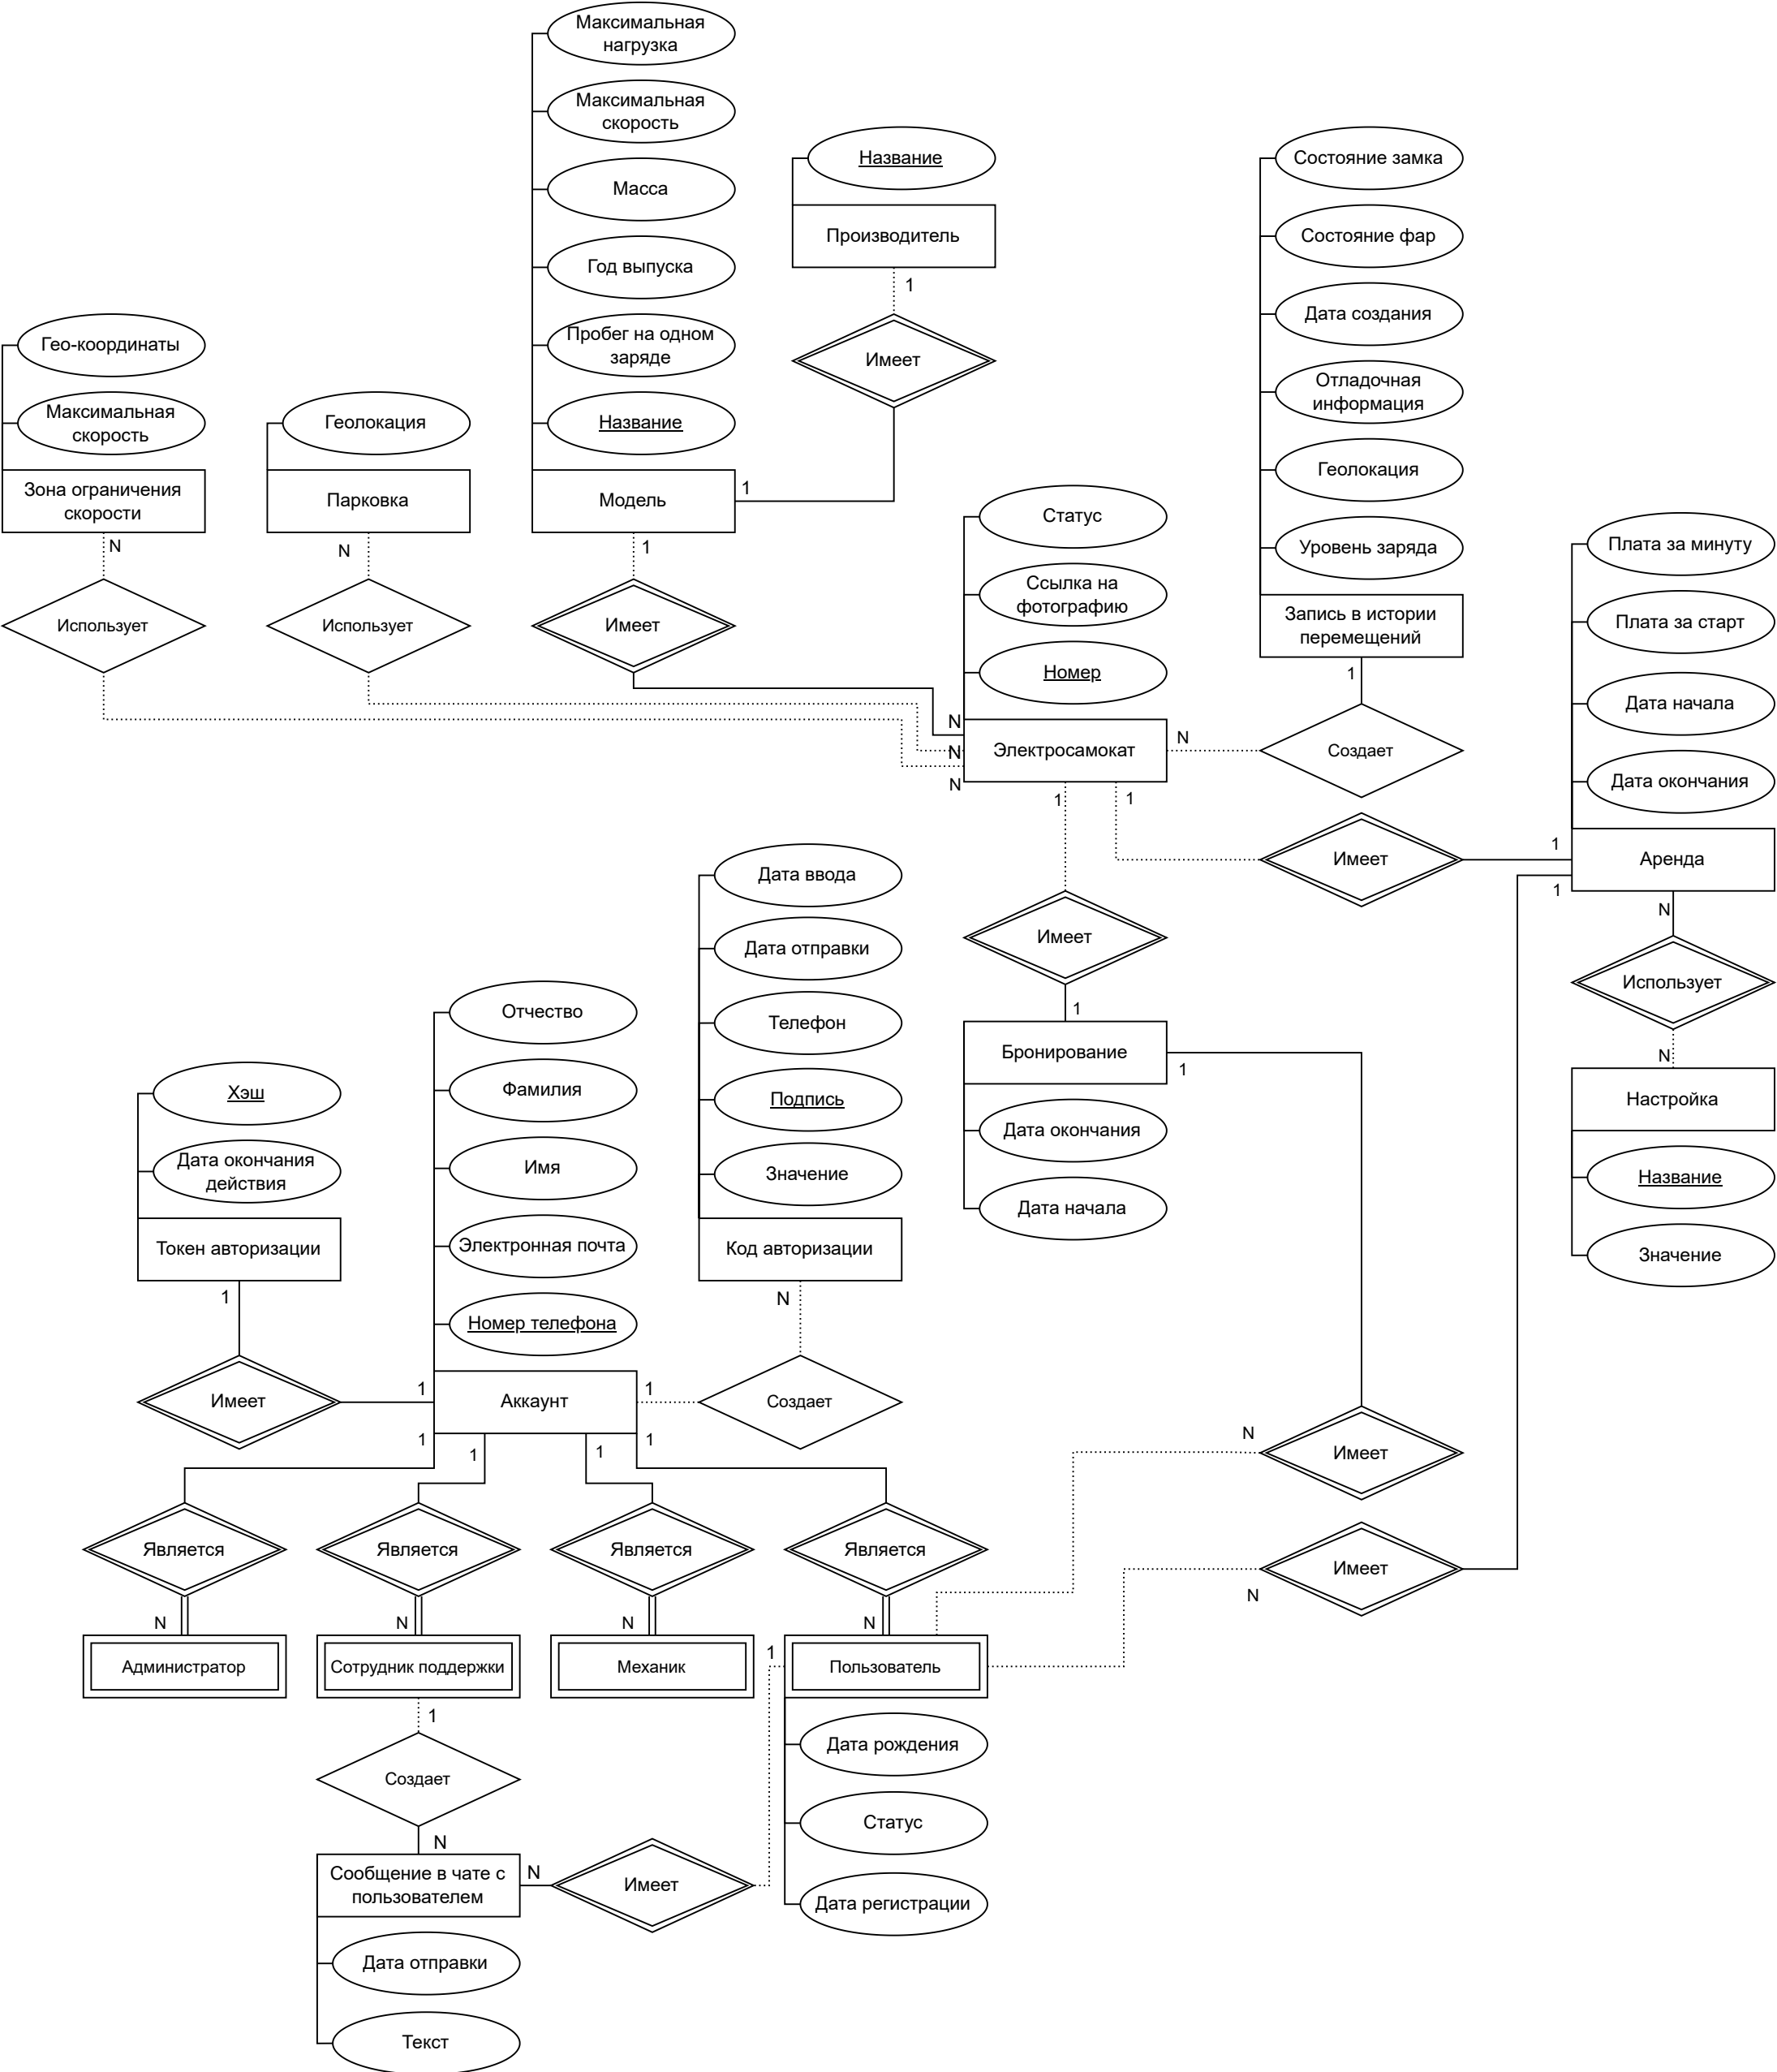 Максимальная
нагрузка
Максимальная
скорость
Масса
Год выпуска
Пробег на одном
заряде
Название
Модель
1
1
Имеет
Название
Производитель
1
Имеет
Гео-координаты
Максимальная
скорость
Зона ограничения
скорости
N
Использует
Геолокация
Парковка
N
Использует
Статус
Ссылка на
фотографию
Номер
Электросамокат
N
N
N
N
1
1
Состояние замка
Состояние фар
Дата создания
Отладочная
информация
Геолокация
Уровень заряда
Запись в истории
перемещений
1
Создает
Имеет
Плата за минуту
Плата за старт
Дата начала
Дата окончания
Аренда
1
1
N
Использует
N
Настройка
Название
Значение
Имеет
1
Бронирование
1
Дата окончания
Дата начала
Дата ввода
Дата отправки
Телефон
Подпись
Значение
Код авторизации
N
Создает
Отчество
Фамилия
Имя
Электронная почта
Номер телефона
Аккаунт
1
1
1
1
1
1
Хэш
Дата окончания
действия
Токен авторизации
1
Имеет
Является
Является
Является
Является
N
N
N
N
Администратор
Сотрудник поддержки
Механик
Пользователь
1
N
Имеет
N
Имеет
1
Создает
N
Сообщение в чате с
пользователем
N
Имеет
Дата отправки
Текст
Дата рождения
Статус
Дата регистрации